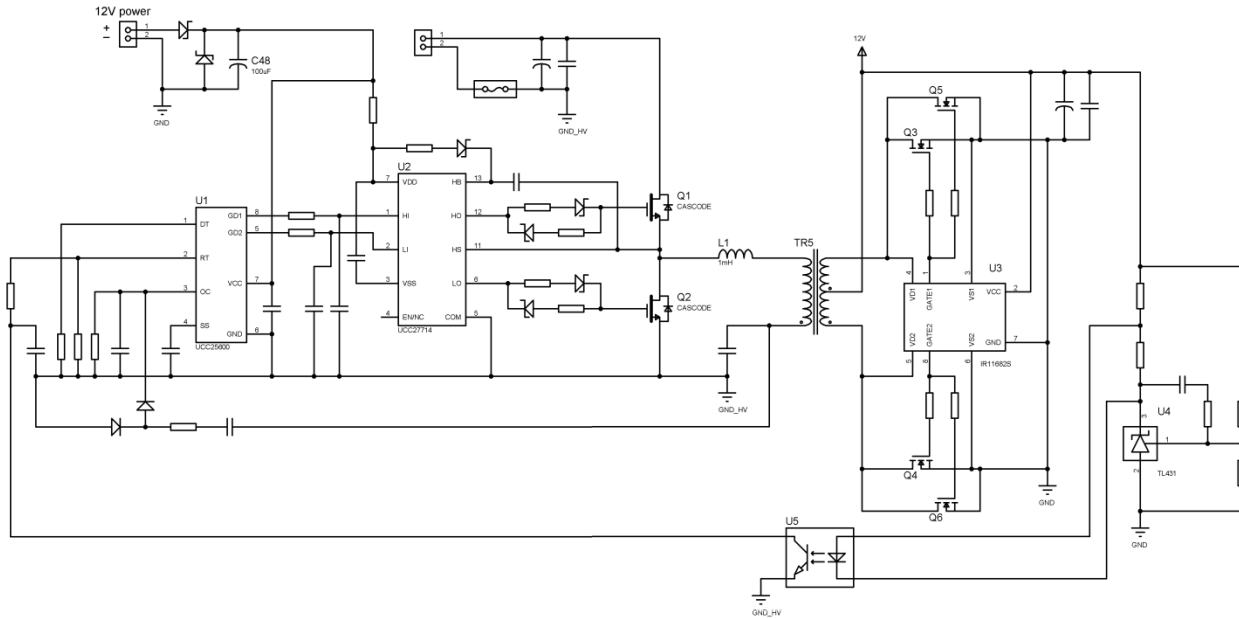 12V power
+
−
1
2
C48
100uF
GND
1
2
GND_HV
12V
U1
DT
RT
OC
SS
GD1
GD2
VCC
GND
1
2
3
4
8
5
7
6
UCC25600
U2
VDD
HI
LI
VSS
EN/NC
HB
HO
HS
LO
COM
7
1
2
3
4
13
12
11
6
5
UCC27714
Q1
CASCODE
Q2
CASCODE
L1
1mH
TR5
GND_HV
Q5
Q3
U3
VD1
GATE1
VS1
VCC
GND
VD2
GATE2
VS2
4
1
3
2
7
5
8
6
IR11682S
Q4
Q6
GND
U4
3
1
2
TL431
GND
U5
GND_HV